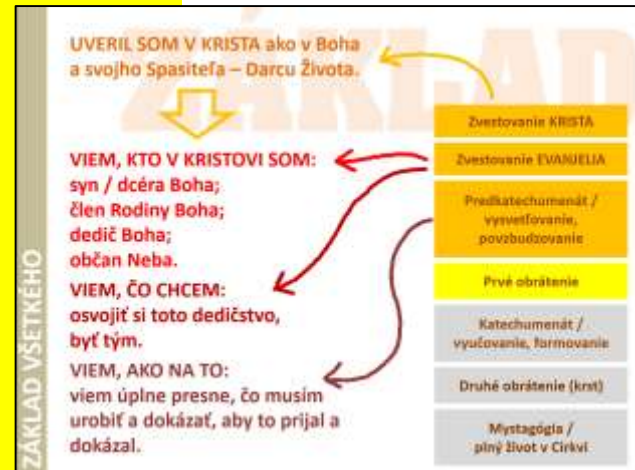 ZÁKLAD
UVERIL SOM V KRISTA ako v Boha
a svojho Spasiteľa – Darcu Života.
VIEM, KTO V KRISTOVI SOM:
syn / dcéra Boha;
člen Rodiny Boha;
dedič Boha;
občan Neba.
VIEM, ČO CHCEM:
osvojiť si toto dedičstvo,
byť tým.
VIEM, AKO NA TO:
viem úplne presne, čo musím
urobiť a dokázať, aby to prijal a
dokázal.
Zvestovanie KRISTA
Zvestovanie EVANJELIA
Predkatechumenát /
vysvetľovanie,
povzbudzovanie
Prvé obrátenie
Katechumenát /
vyučovanie, formovanie
Druhé obrátenie (krst)
Mystagógia /
plný život v Cirkvi
ZÁKLAD VŠETKÉHO